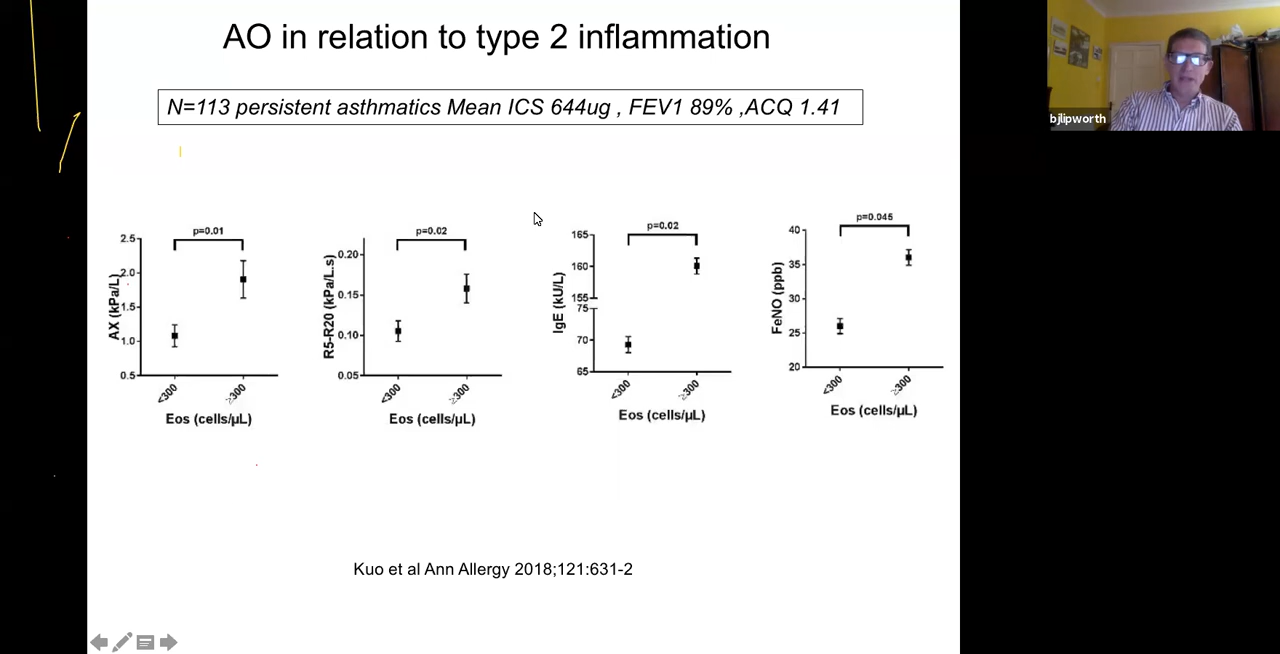 AO in relation to type 2 inflammation
N=113 persistent asthmatics Mean ICS 644ug , FEV1 89% ,ACQ 1.41
bjlipworth
p=0.01
2.5
2.0
1.5
1.0
0.5
AX (kPa/L)
<300
≥300
Eos (cells/µL)
p=0.02
0.20
0.15
0.10
0.05
R5-R20 (kPa/L.s)
<300
≥300
Eos (cells/µL)
p=0.02
165
160
155
75
70
65
IgE (kU/L)
<300
≥300
Eos (cells/µL)
p=0.045
40
35
30
25
20
FeNO (ppb)
<300
≥300
Eos (cells/µL)
Kuo et al Ann Allergy 2018;121:631-2